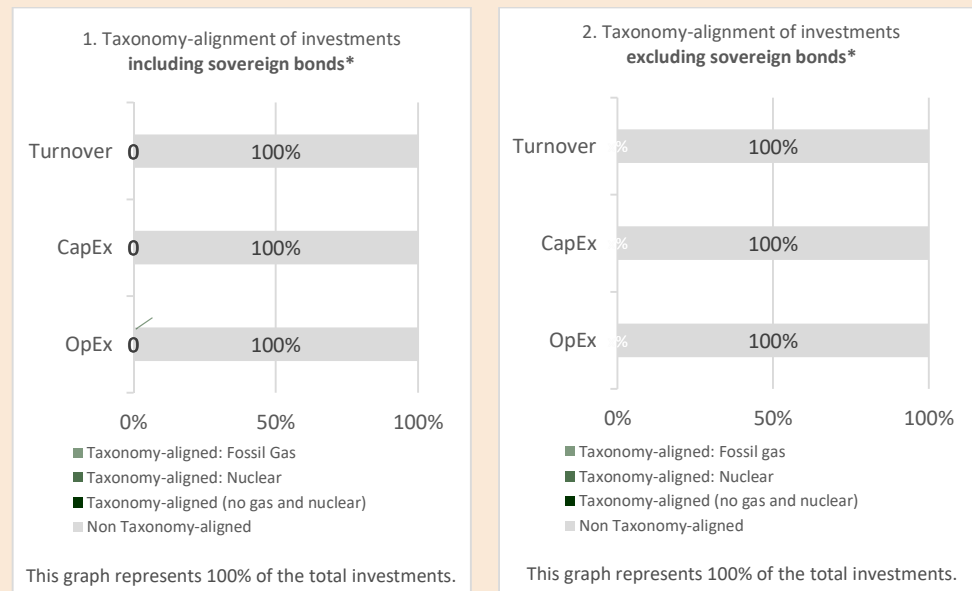 1. Taxonomy-alignment of investments
including sovereign bonds*
Turnover 0 100%
CapEx 0 100%
OpEx 0 100%
0% 50% 100%
Taxonomy-aligned: Fossil Gas
Taxonomy-aligned: Nuclear
Taxonomy-aligned (no gas and nuclear)
Non Taxonomy-aligned
This graph represents 100% of the total investments.
2. Taxonomy-alignment of investments
excluding sovereign bonds*
Turnover % 100%
CapEx % 100%
OpEx % 100%
0% 50% 100%
Taxonomy-aligned: Fossil gas
Taxonomy-aligned: Nuclear
Taxonomy-aligned (no gas and nuclear)
Non Taxonomy-aligned
This graph represents 100% of the total investments.